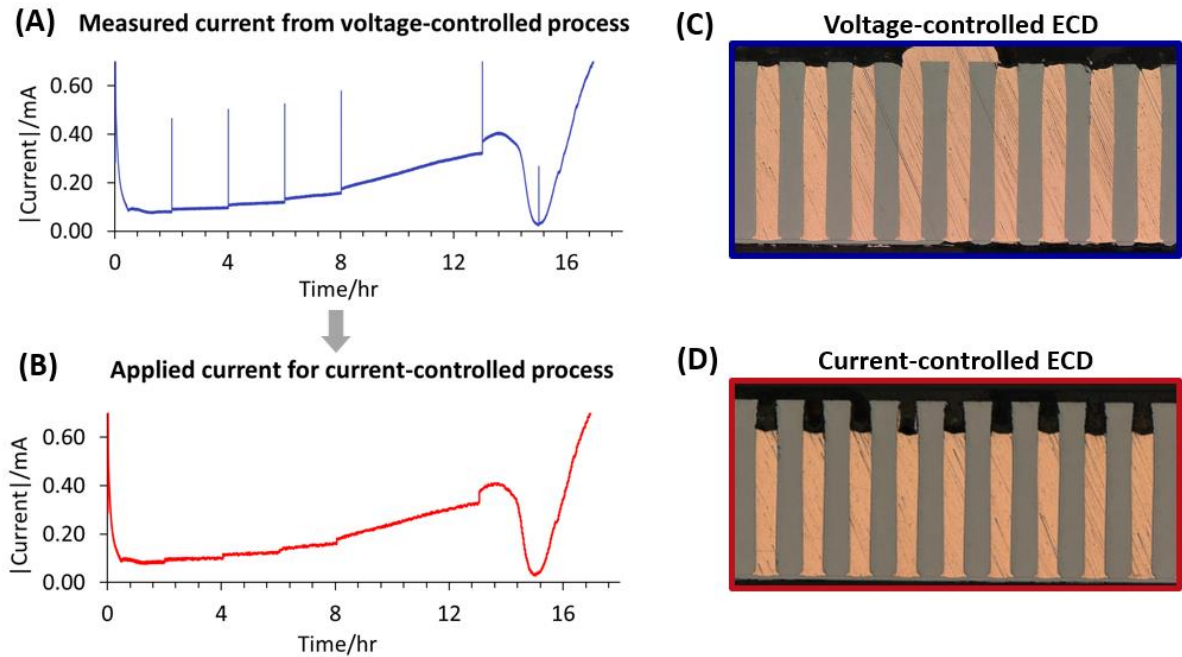 (A) Measured current from voltage-controlled process
|Current|/mA
0.60
0.40
0.20
0.00
0 4 8 12 16
Time/hr
(B) Applied current for current-controlled process
|Current|/mA
0.60
0.40
0.20
0.00
0 4 8 12 16
Time/hr
(C) Voltage-controlled ECD
(D) Current-controlled ECD